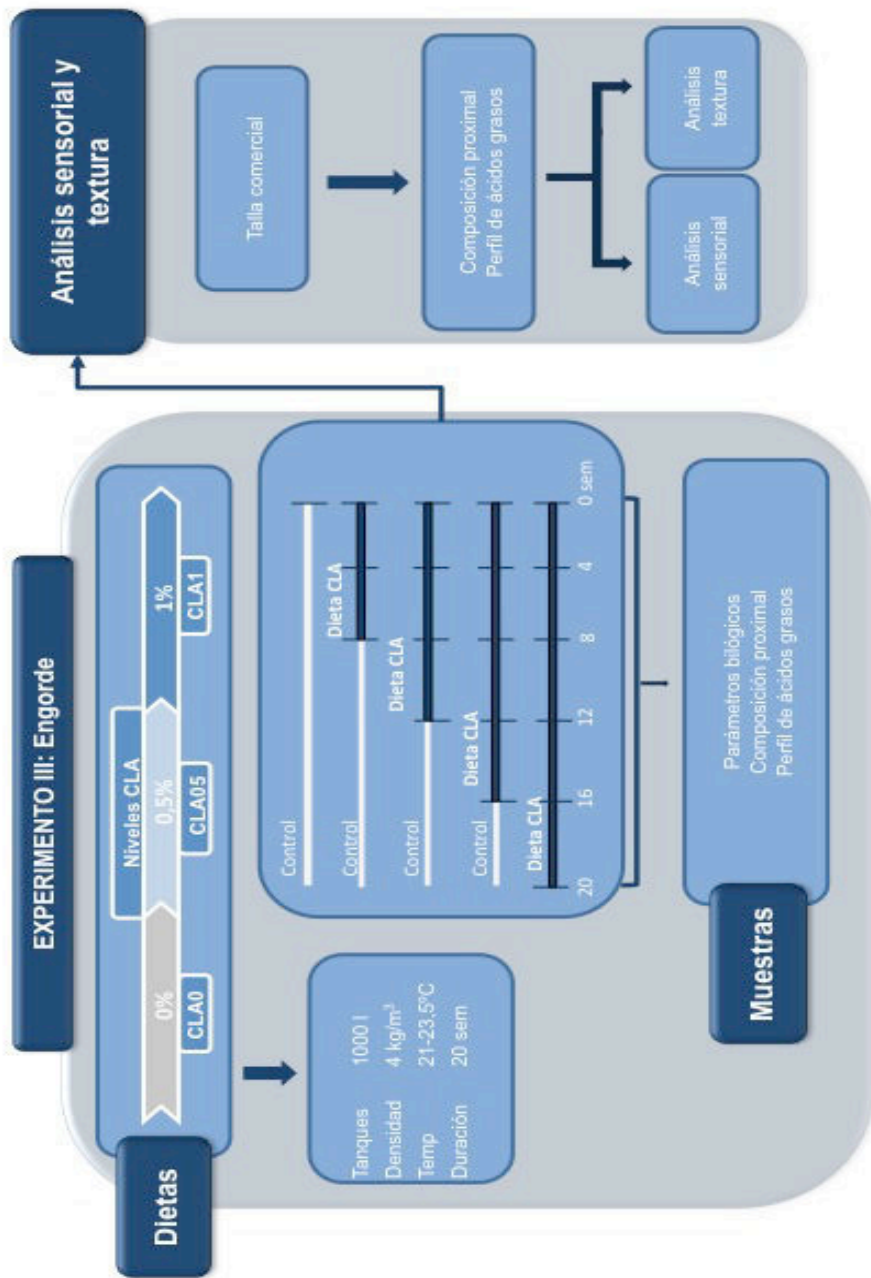 EXPERIMENTO III: Engorde
Dietas
Niveles CLA
0%
0,5%
1%
CLA0
CLA05
CLA1
Tanques 1000 l
Densidad 4 kg/m³
Temp 21-23,5ºC
Duración 20 sem
Control
Control
Dieta CLA
Control
Dieta CLA
Control
Dieta CLA
Dieta CLA
20
16
12
8
4
0 sem
Muestras
Parámetros bilógicos
Composición proximal
Perfil de ácidos grasos
Análisis sensorial y
textura
Talla comercial
Composición proximal
Perfil de ácidos grasos
Análisis
sensorial
Análisis
textura